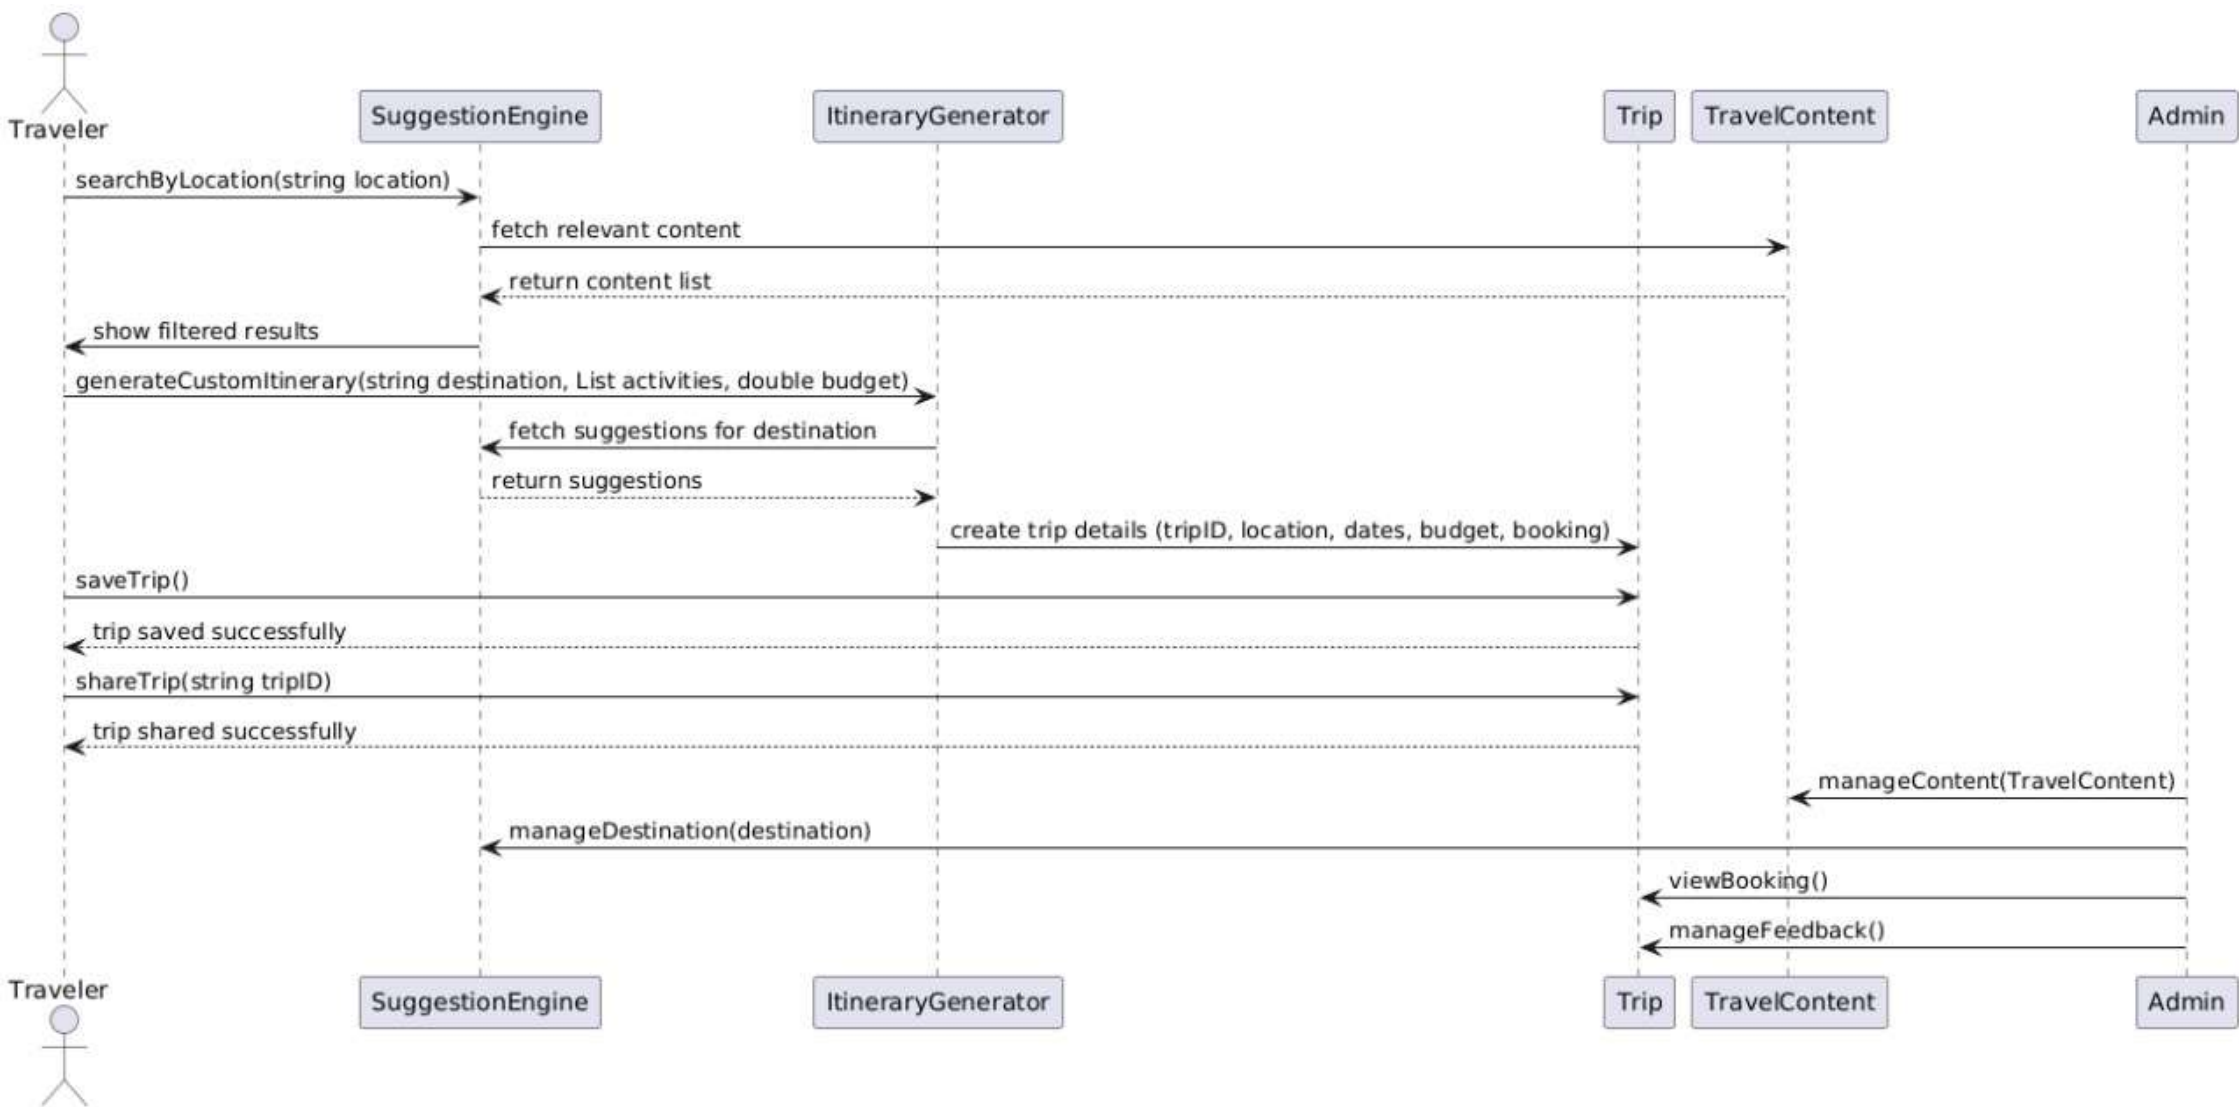 Traveler
SuggestionEngine
ItineraryGenerator
Trip
TravelContent
Admin
searchByLocation(string location)
fetch relevant content
return content list
show filtered results
generateCustomItinerary(string destination, List activities, double budget)
fetch suggestions for destination
return suggestions
create trip details (tripID, location, dates, budget, booking)
saveTrip()
trip saved successfully
shareTrip(string tripID)
trip shared successfully
manageContent(TravelContent)
manageDestination(destination)
viewBooking()
manageFeedback()
Traveler
SuggestionEngine
ItineraryGenerator
Trip
TravelContent
Admin